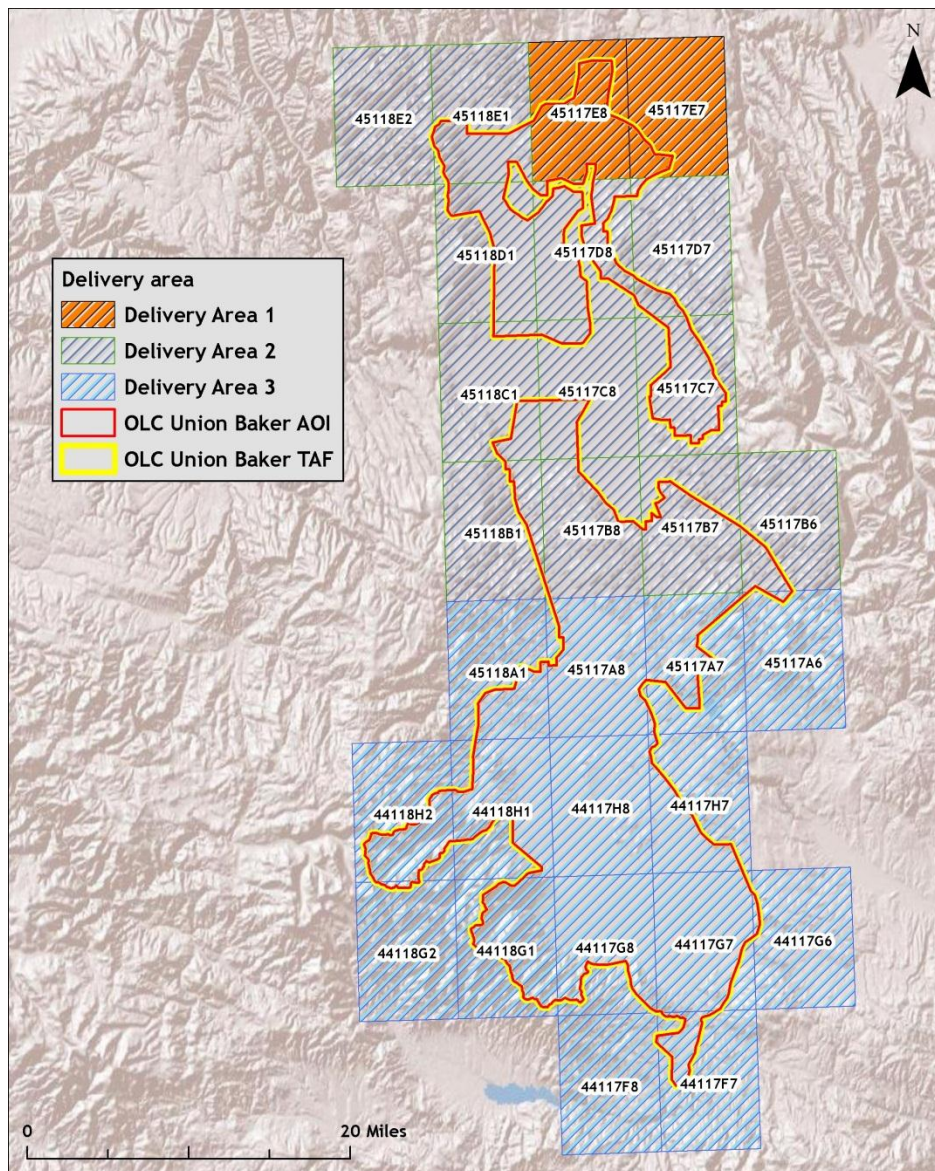 N
45118E2
45118E1
45117E8
45117E7
45118D1
45117D8
45117D7
Delivery area
Delivery Area 1
Delivery Area 2
Delivery Area 3
OLC Union Baker AOI
OLC Union Baker TAF
45118C1
45117C8
45117C7
45118B1
45117B8
45117B7
45117B6
45118A1
45117A8
45117A7
45117A6
44118H2
44118H1
44117H8
44117H7
44118G2
44118G1
44117G8
44117G7
44117G6
44117F8
44117F7
0
20 Miles